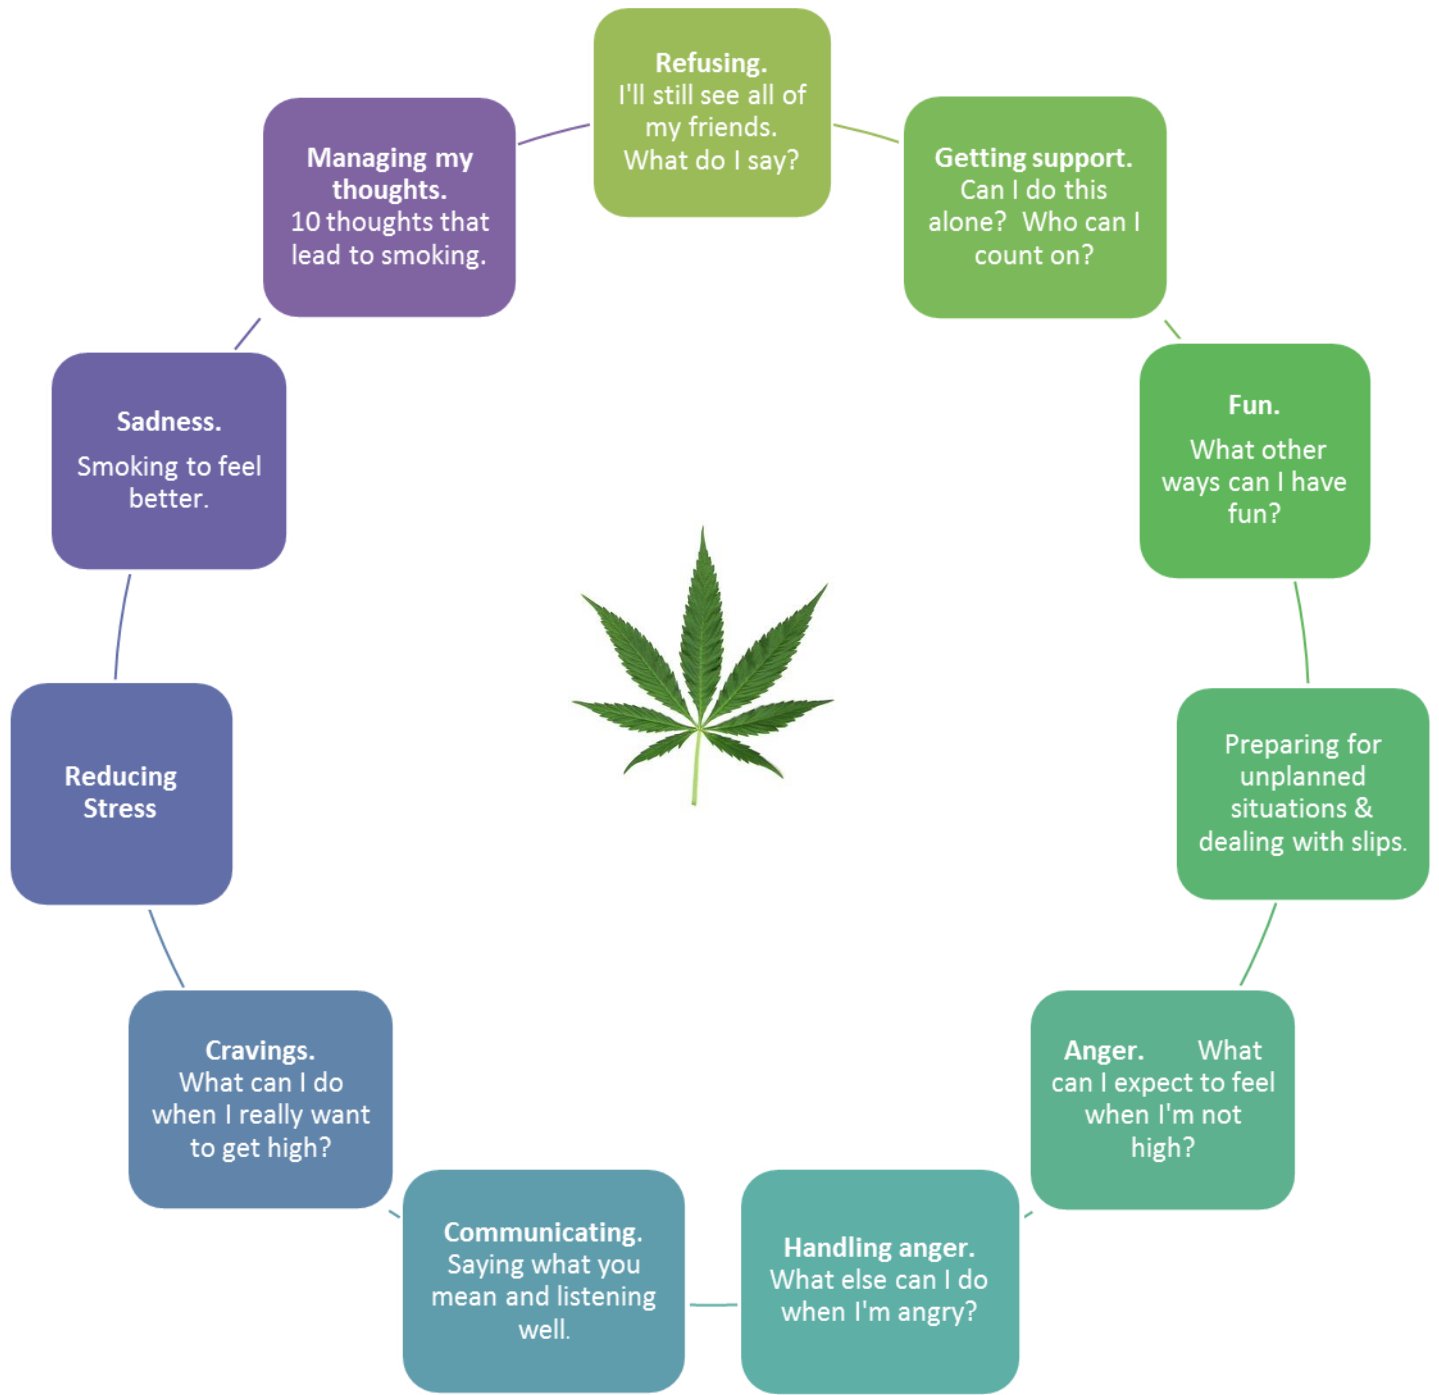 Refusing.
I'll still see all of
my friends.
What do I say?
Getting support.
Can I do this
alone?  Who can I
count on?
Fun.
What other
ways can I have
fun?
Preparing for
unplanned
situations &
dealing with slips.
Anger. What
can I expect to feel
when I'm not
high?
Handling anger.
What else can I do
when I'm angry?
Communicating.
Saying what you
mean and listening
well.
Cravings.
What can I do
when I really want
to get high?
Reducing
Stress
Sadness.
Smoking to feel
better.
Managing my
thoughts.
10 thoughts that
lead to smoking.